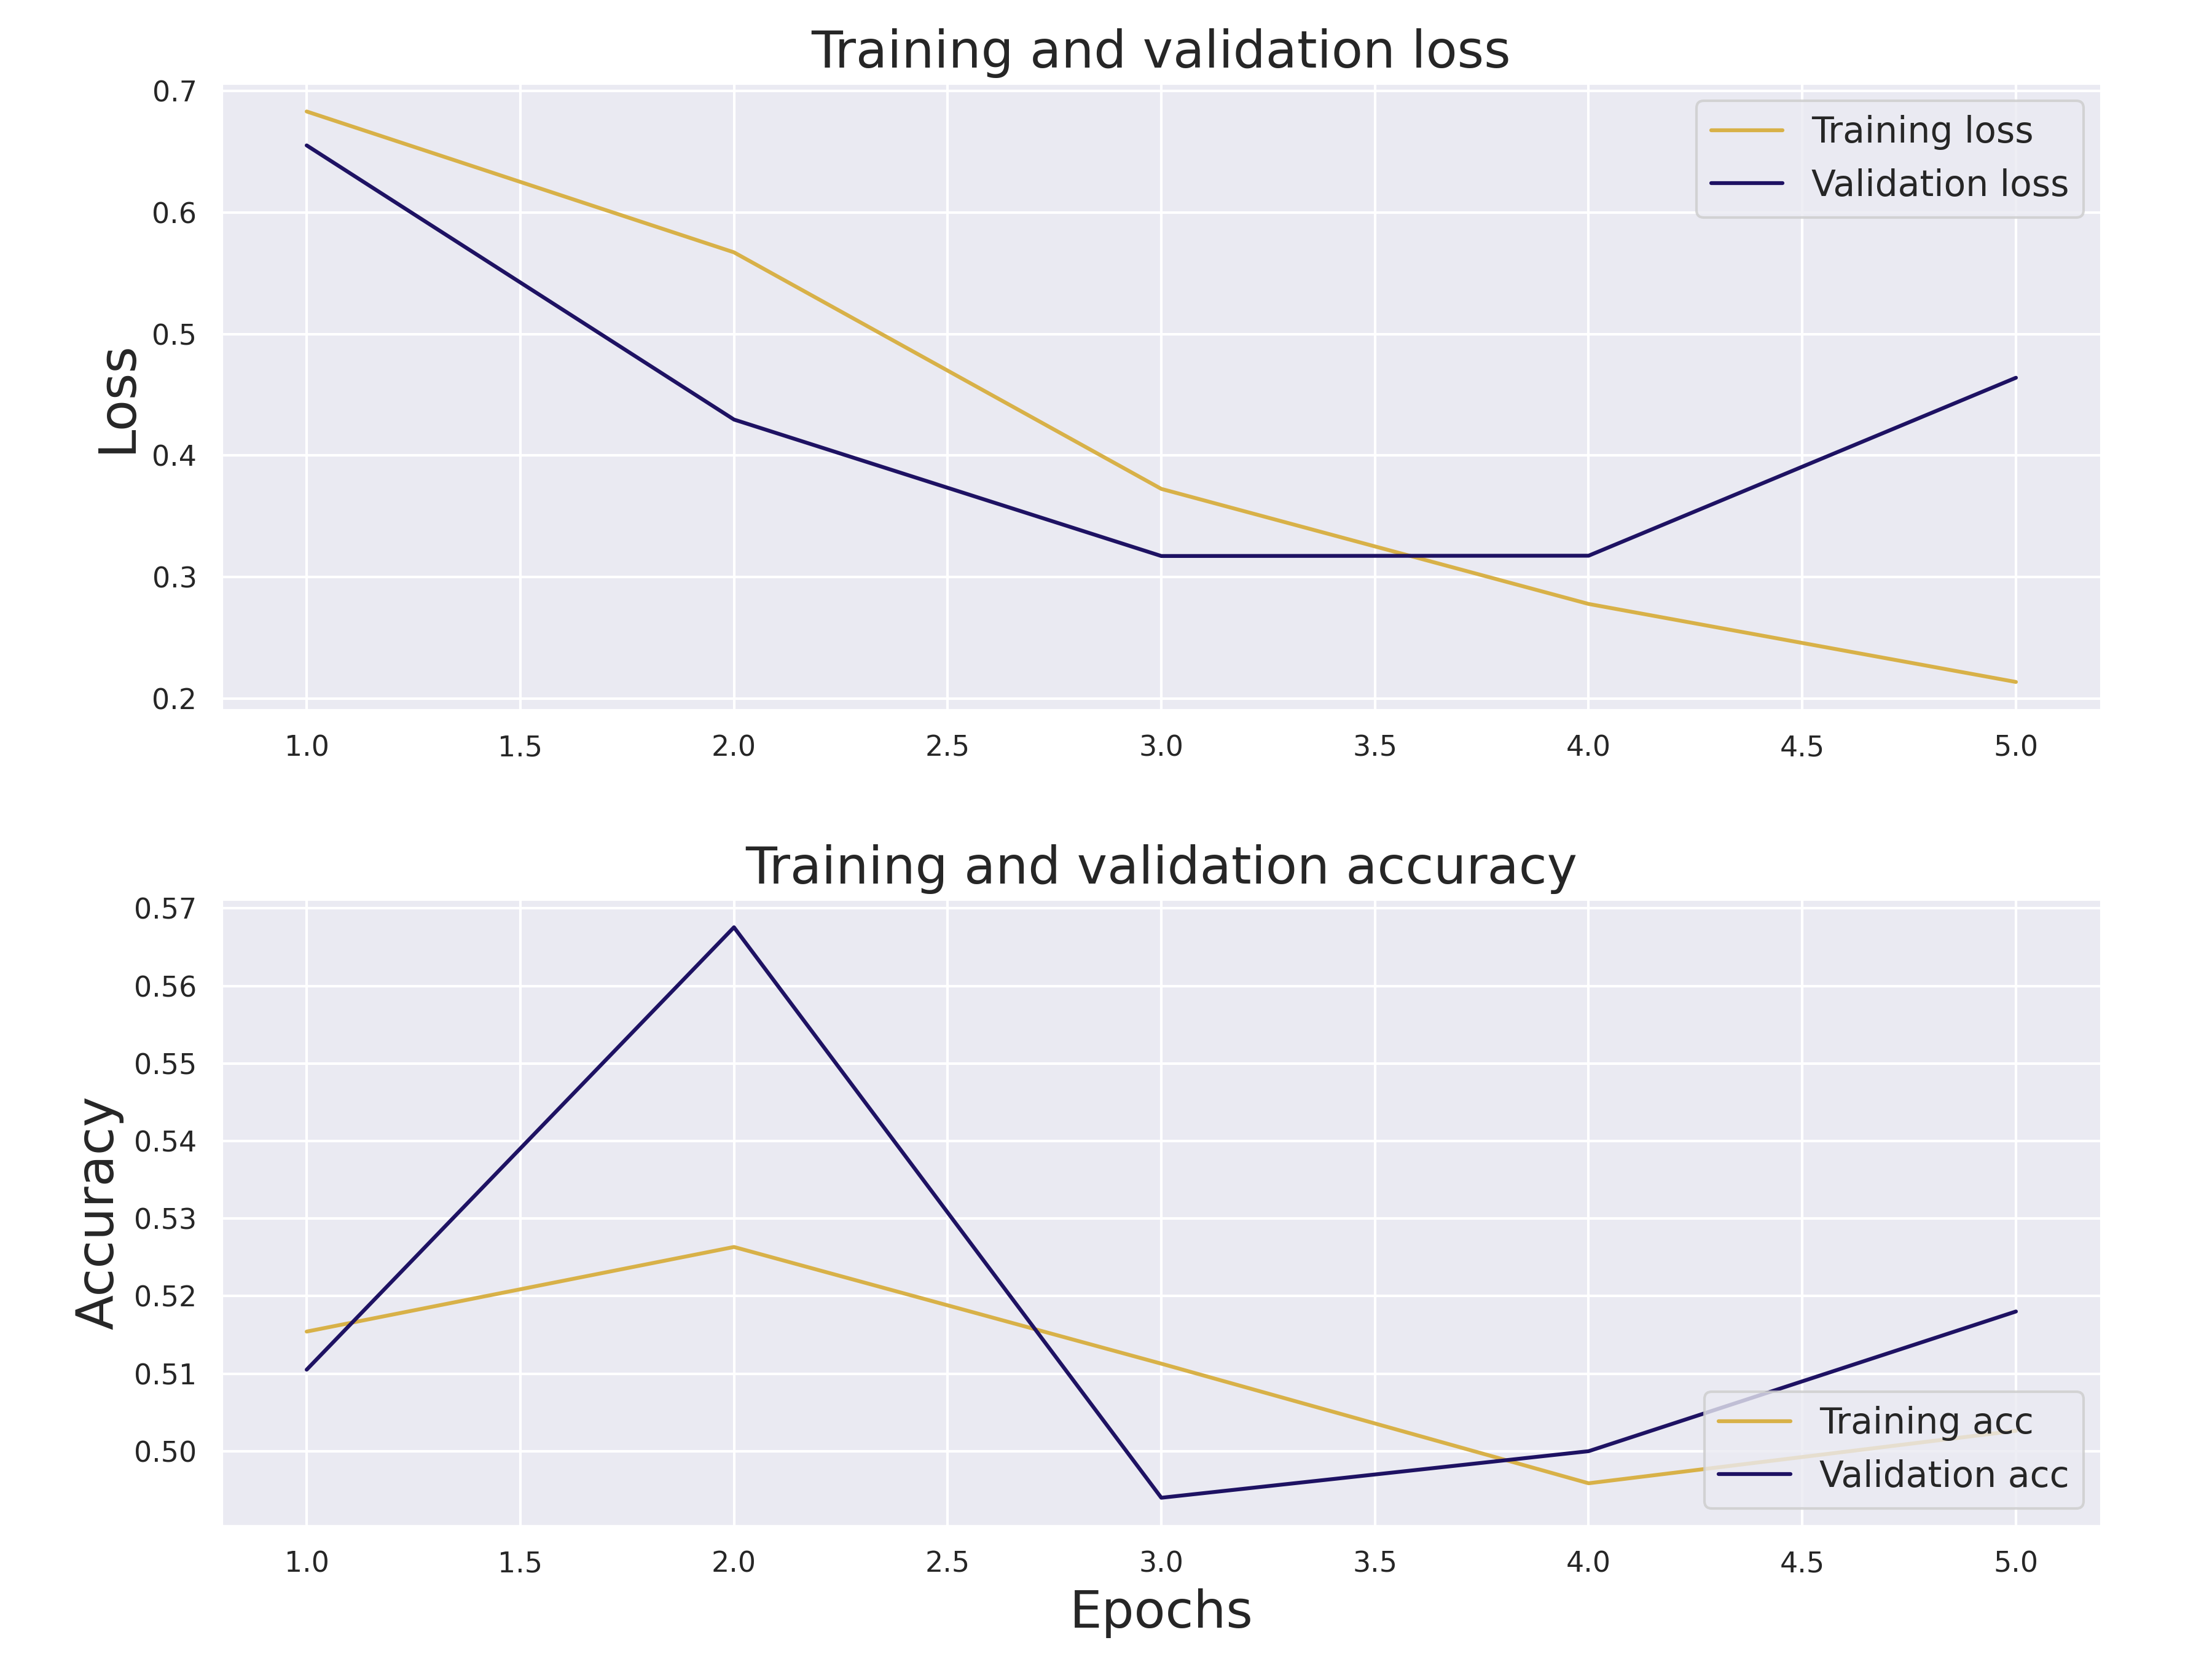 Training and validation loss
0.7
0.6
0.5
0.4
0.3
0.2
Loss
Training loss
Validation loss
1.0 1.5 2.0 2.5 3.0 3.5 4.0 4.5 5.0
Training and validation accuracy
0.57
0.56
0.55
0.54
0.53
0.52
0.51
0.50
Accuracy
Training acc
Validation acc
1.0 1.5 2.0 2.5 3.0 3.5 4.0 4.5 5.0
Epochs